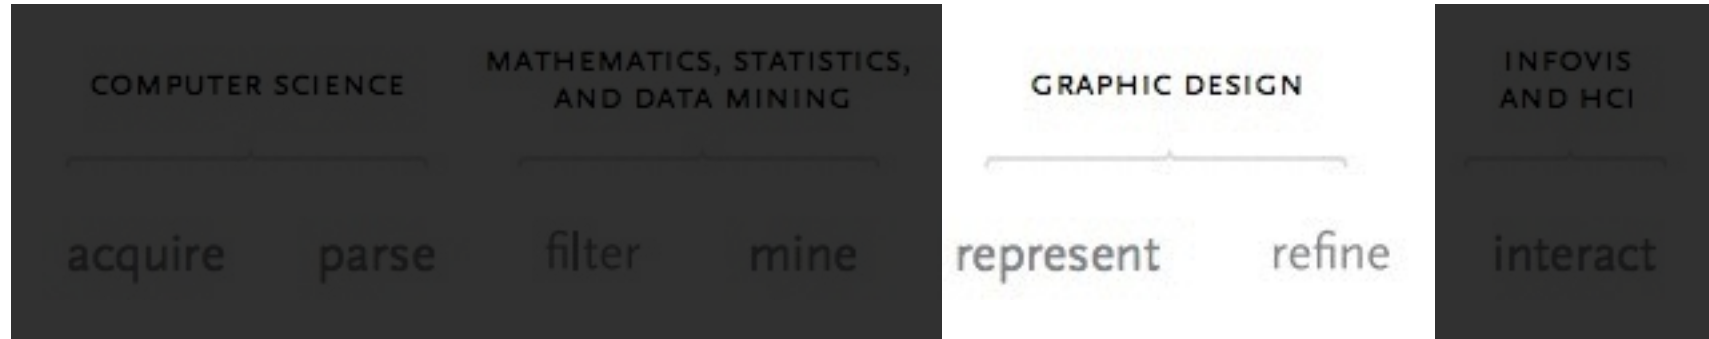 COMPUTER SCIENCE
MATHEMATICS, STATISTICS,
AND DATA MINING
GRAPHIC DESIGN
INFOVIS
AND HCI
acquire parse filter mine represent refine interact